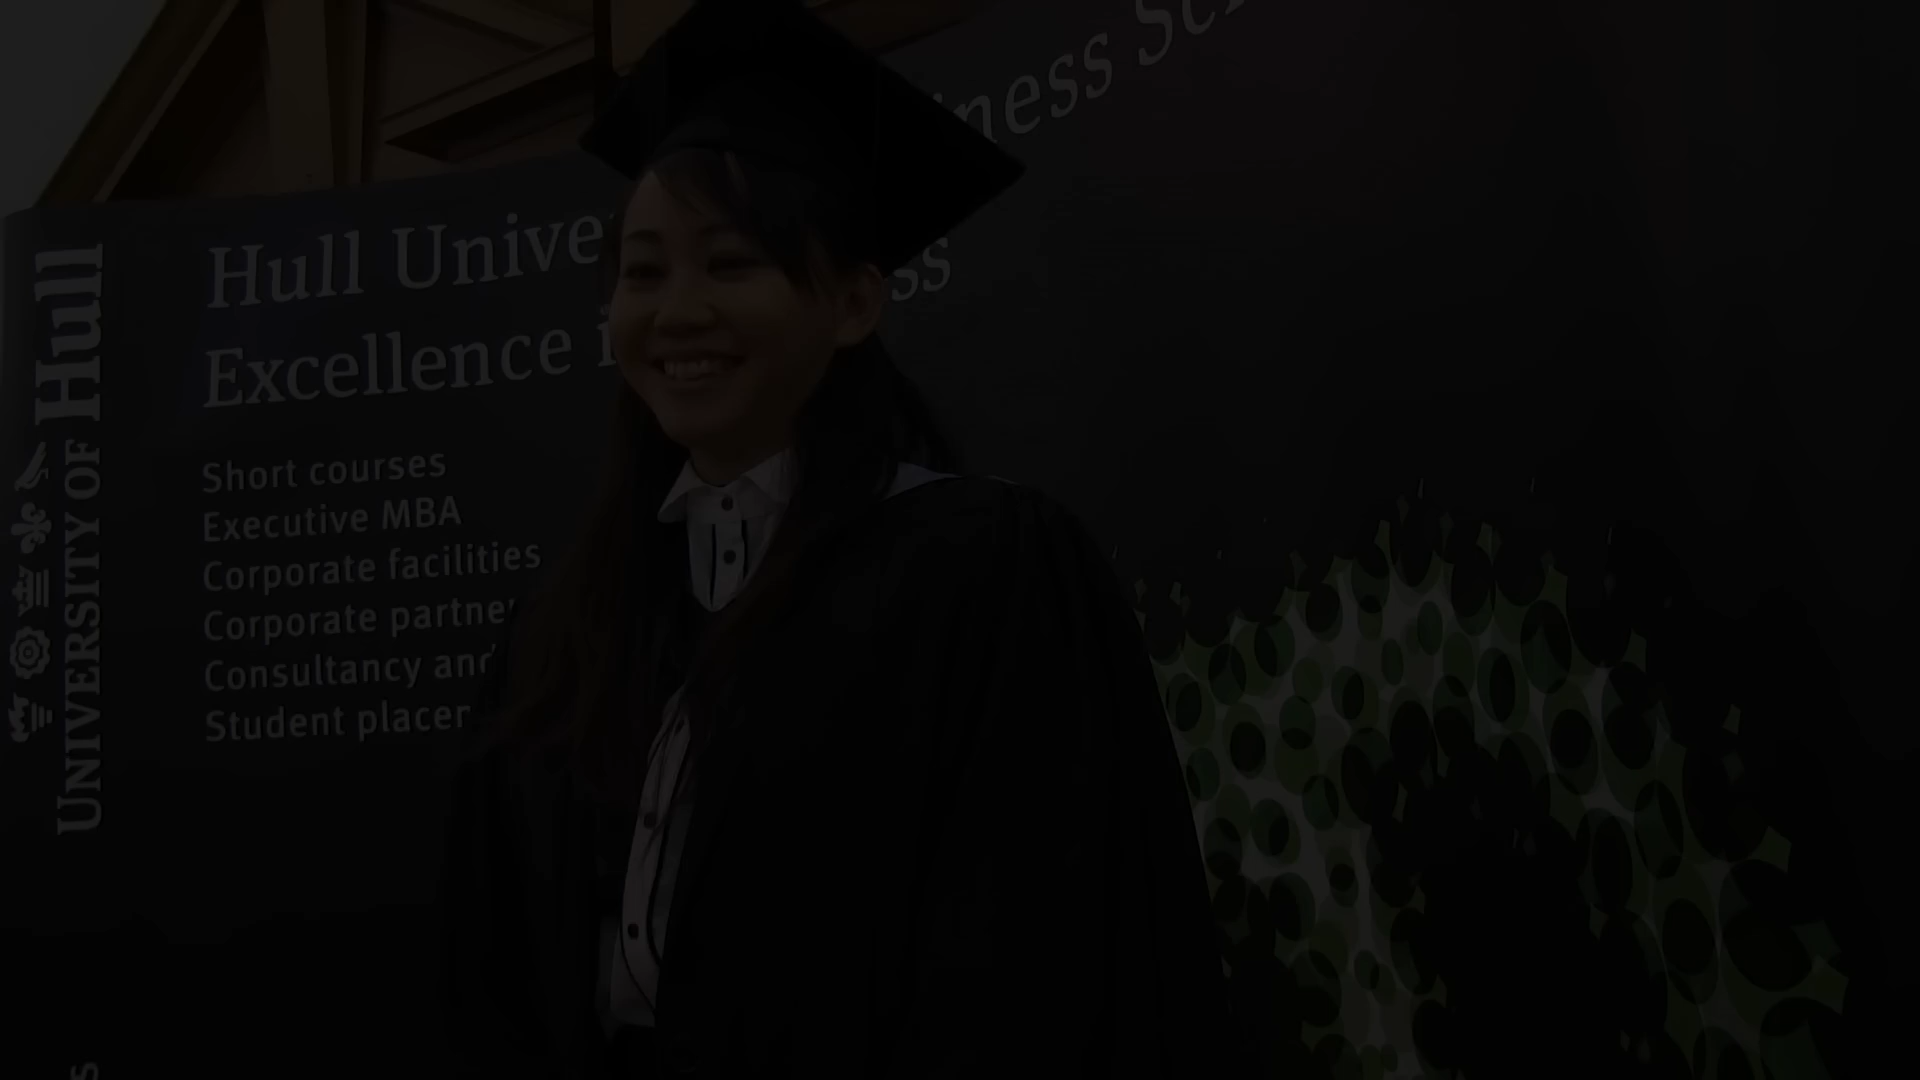 UNIVERSITY OF Hull
Hull Unive
iness Sc
Excellence i
ss
Short courses
Executive MBA
Corporate facilities
Corporate partne
Consultancy and
Student placer
s